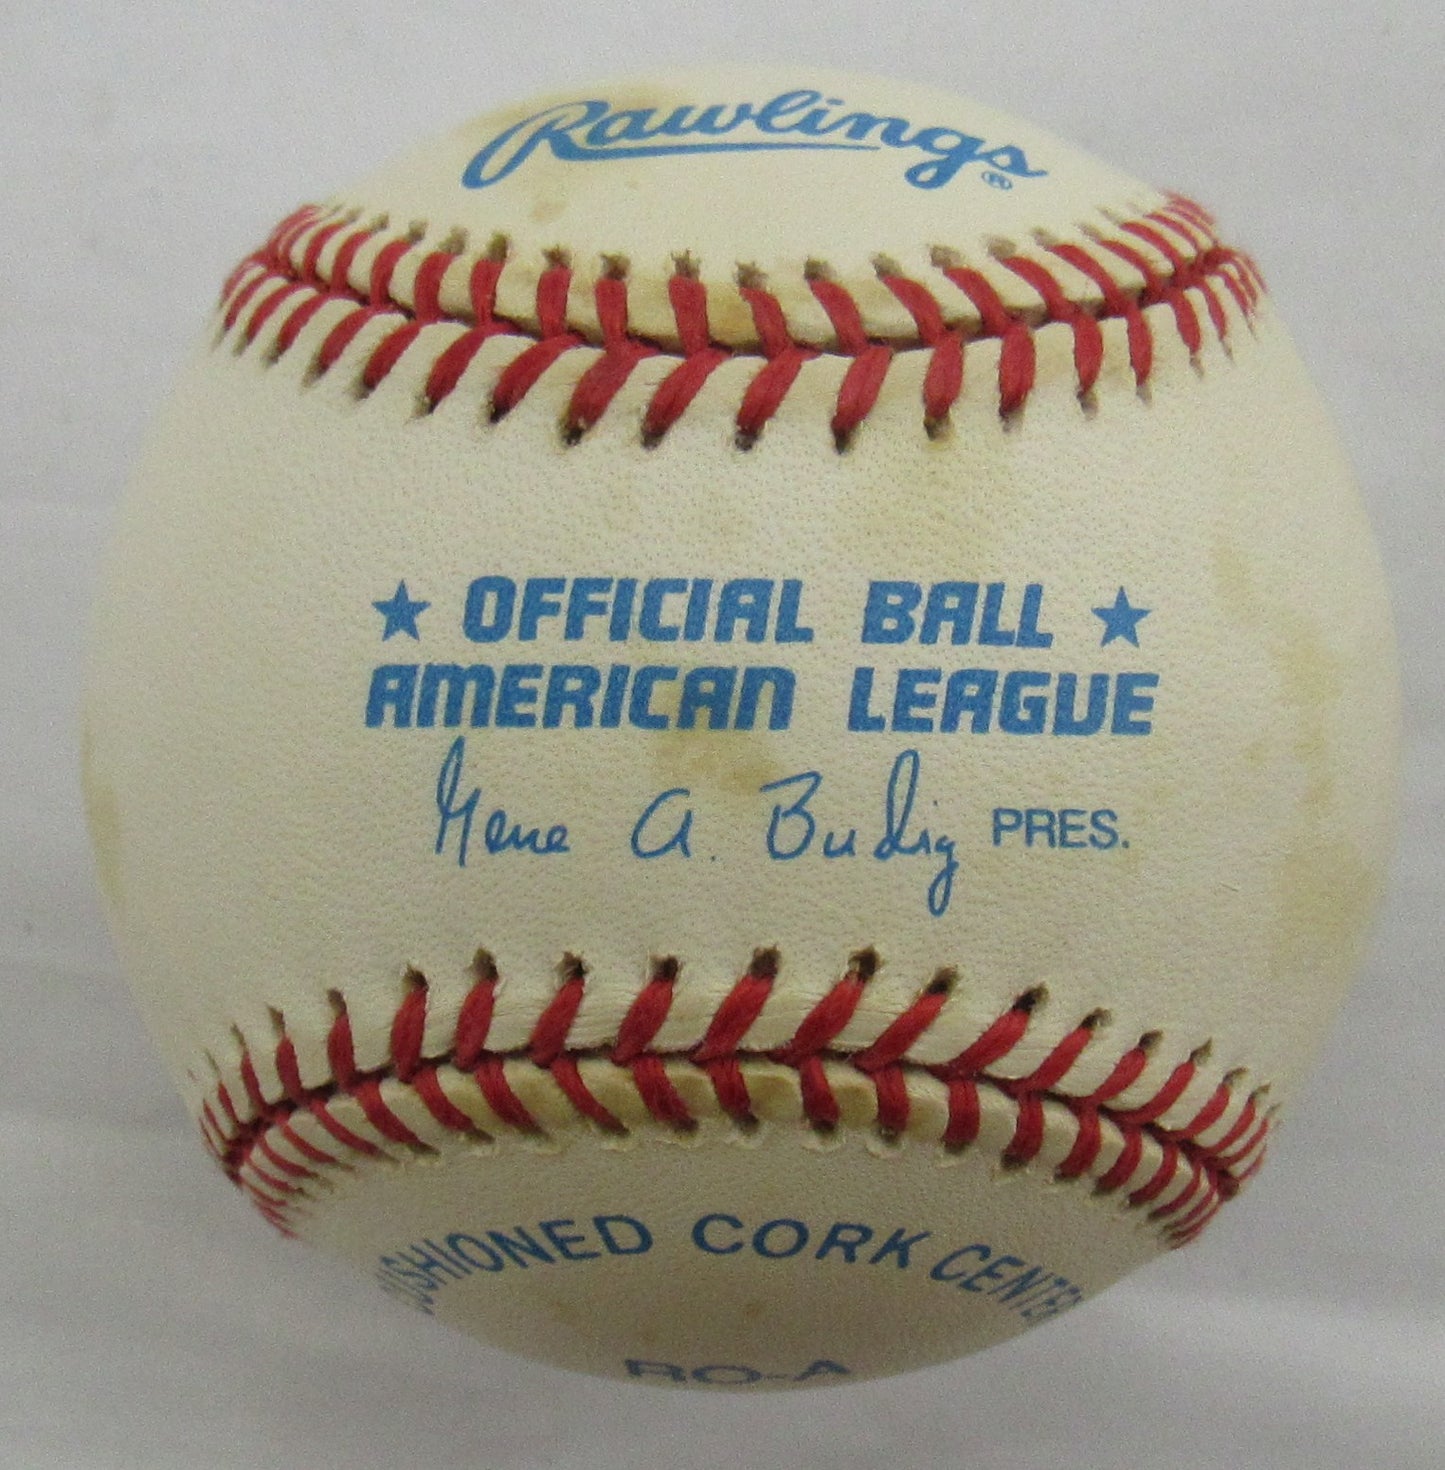 Rawlings®
★ OFFICIAL BALL ★
AMERICAN LEAGUE
Gene A. Budig PRES.
CUSHIONED CORK CENTER
RO-A